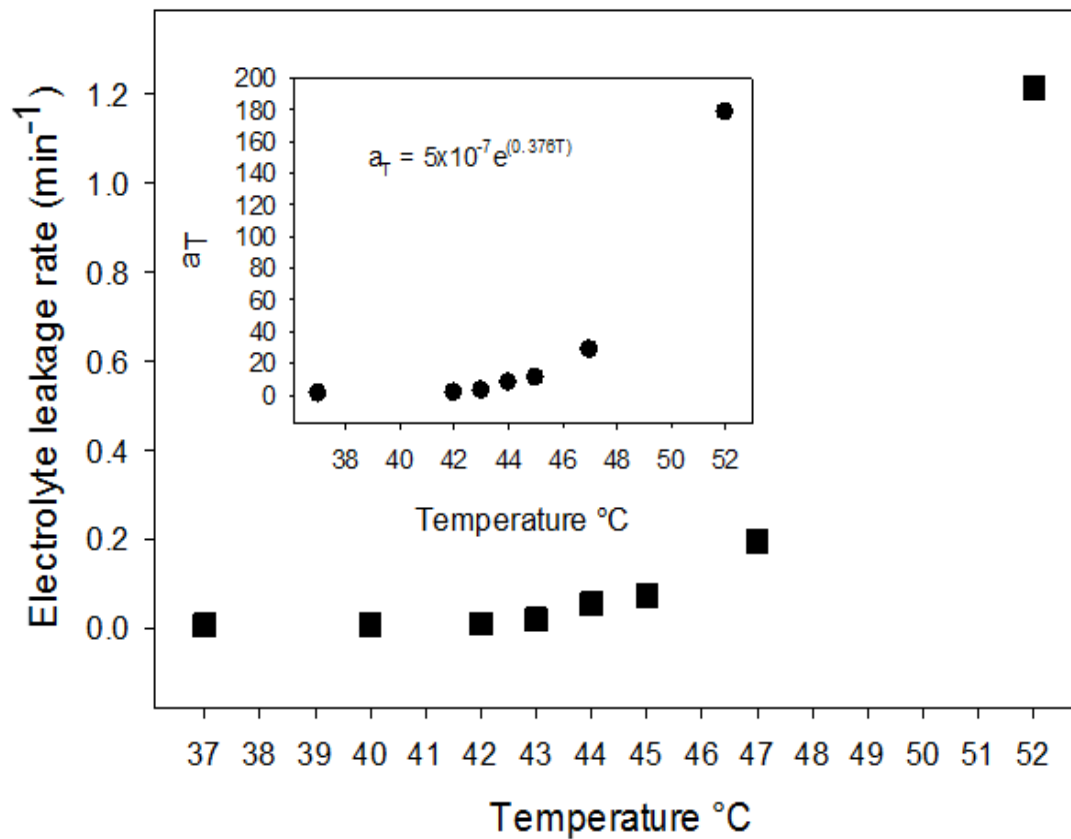 Electrolyte leakage rate (min⁻¹)
1.2
1.0
0.8
0.6
0.4
0.2
0.0
aT
200
180
160
140
120
100
80
60
40
20
0
a_T = 5x10⁻⁷e^(0.376T)
38 40 42 44 46 48 50 52
Temperature °C
37 38 39 40 41 42 43 44 45 46 47 48 49 50 51 52
Temperature °C